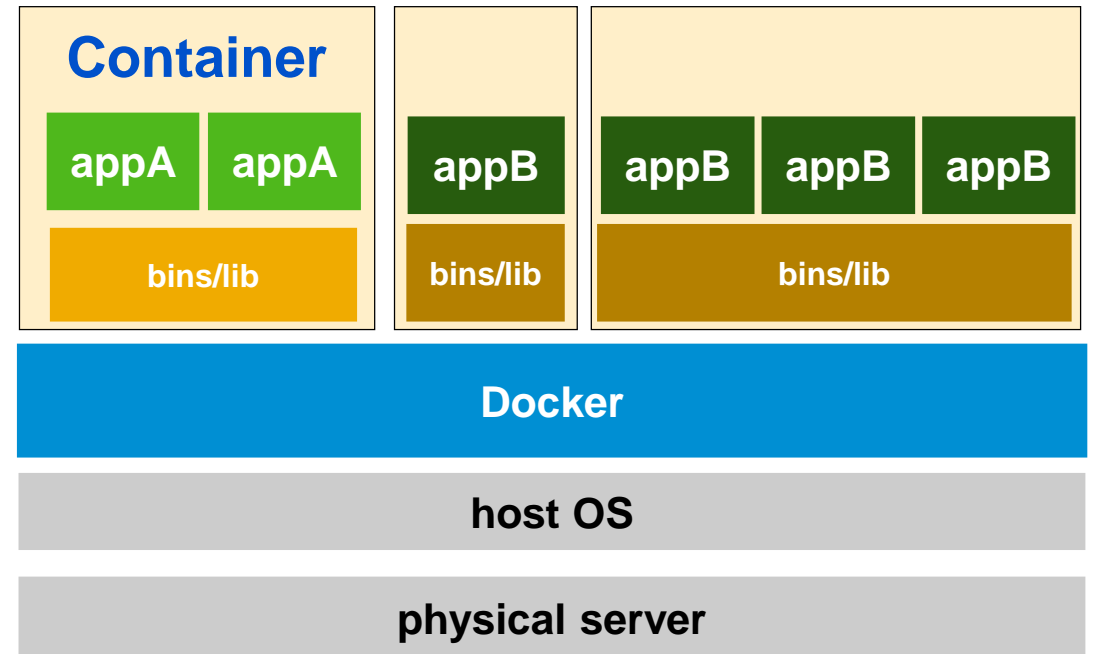 Container
appA appA appB appB appB appB
bins/lib bins/lib bins/lib
Docker
host OS
physical server